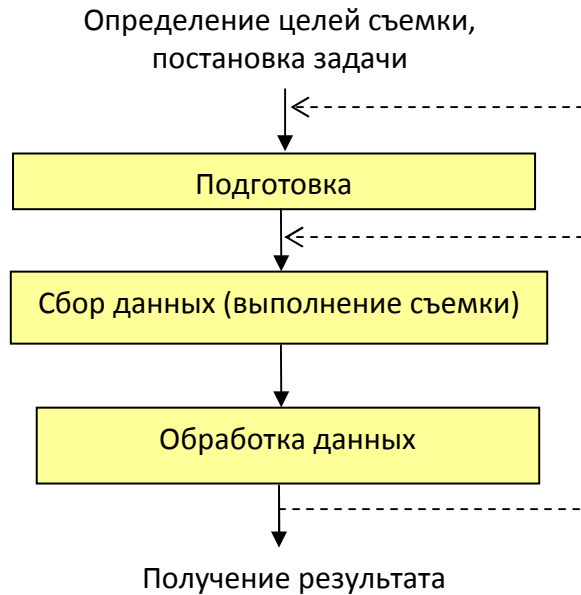 Определение целей съемки,
постановка задачи
Подготовка
Сбор данных (выполнение съемки)
Обработка данных
Получение результата